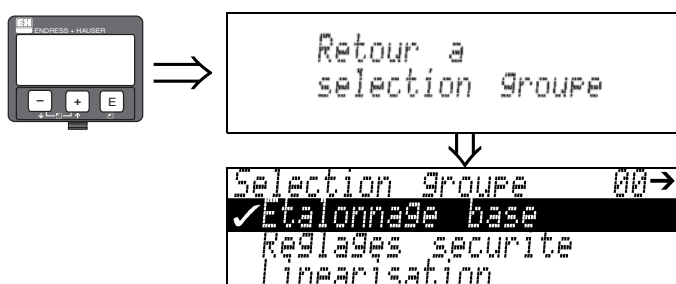 E+H
ENDRESS + HAUSER
- + E
Retour a
selection groupe
Selection groupe 00→
✓Etalonnage base
Reglages securite
Linearisation